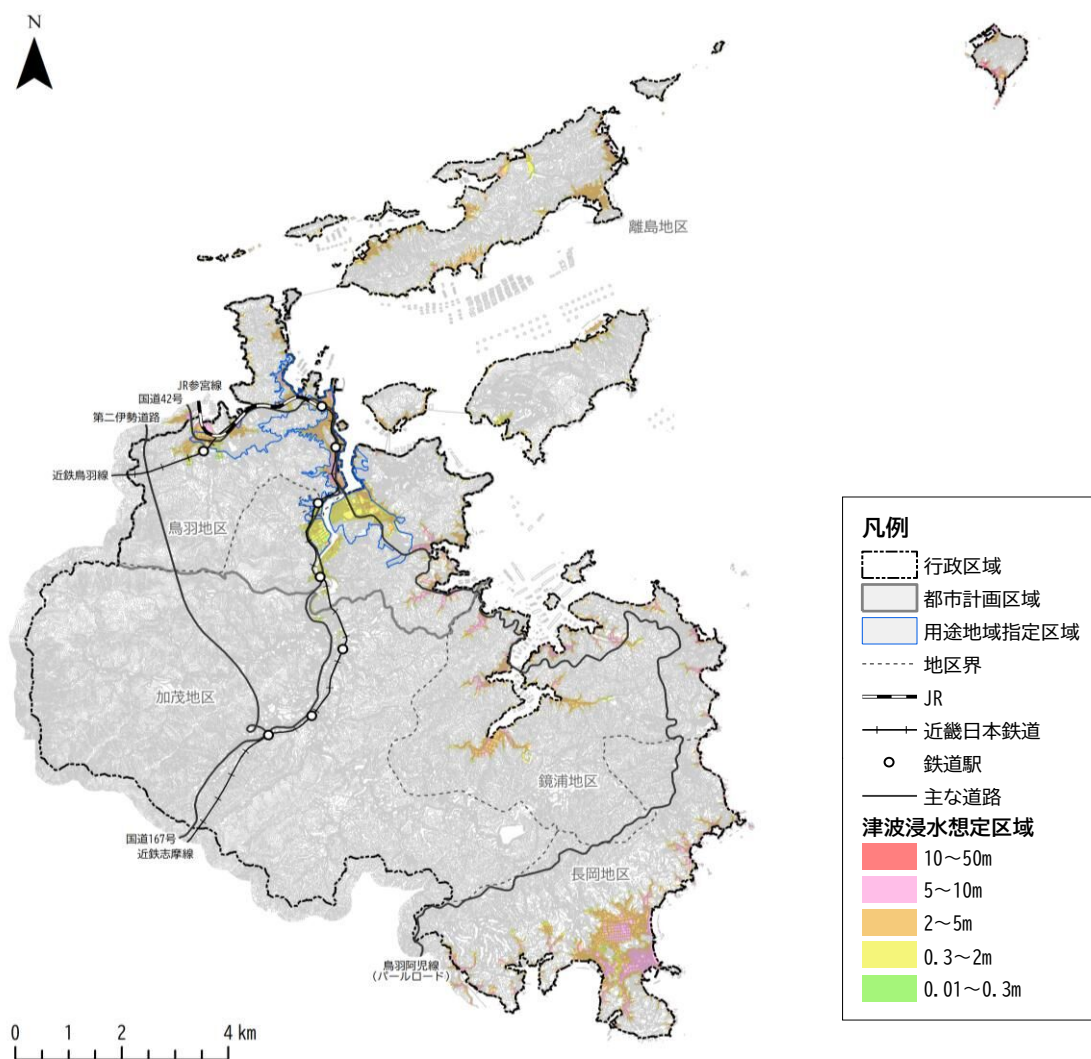 N
離島地区
JR参宮線
国道42号
第二伊勢道路
近鉄鳥羽線
鳥羽地区
加茂地区
鏡浦地区
国道167号
近鉄志摩線
長岡地区
鳥羽阿児線
(パールロード)
0 1 2 4 km
凡例
行政区域
都市計画区域
用途地域指定区域
地区界
JR
近畿日本鉄道
鉄道駅
主な道路
津波浸水想定区域
10～50m
5～10m
2～5m
0.3～2m
0.01～0.3m